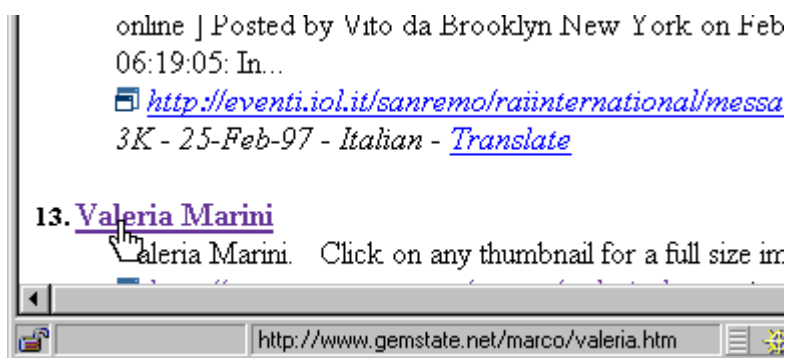 online ] Posted by Vito da Brooklyn New York on Feb
06:19:05: In...
http://eventi.iol.it/sanremo/raiinternational/messa
3K - 25-Feb-97 - Italian - Translate
13. Valeria Marini
Valeria Marini. Click on any thumbnail for a full size im
http://www.gemstate.net/marco/valeria.htm